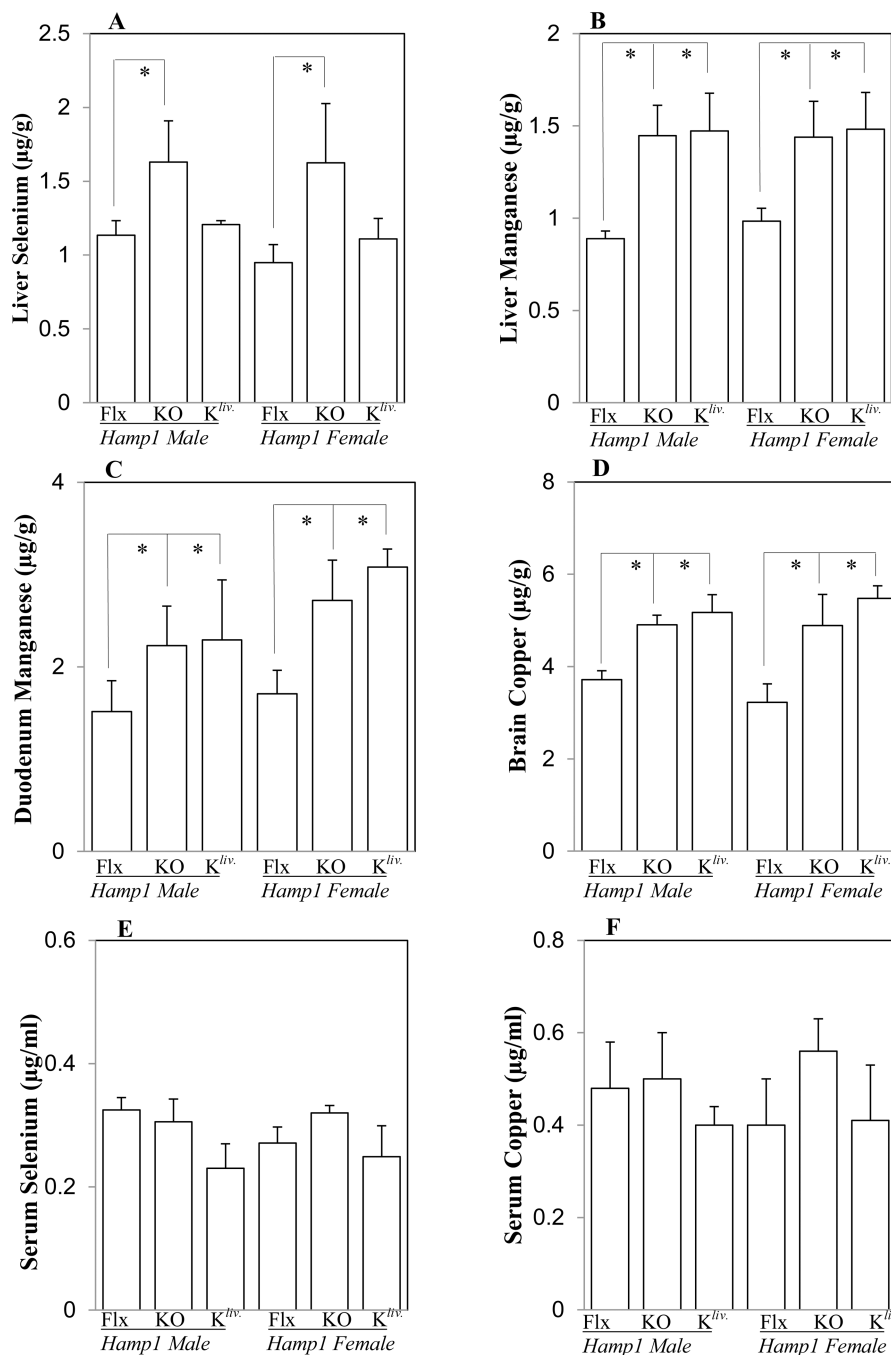 A
Liver Selenium (µg/g)
2.5
2
1.5
1
0.5
0
* *
Flx KO K^liv. Flx KO K^liv.
Hamp1 Male Hamp1 Female
B
Liver Manganese (µg/g)
2
1.5
1
0.5
0
* * * *
Flx KO K^liv. Flx KO K^liv.
Hamp1 Male Hamp1 Female
C
Duodenum Manganese (µg/g)
4
2
0
* * * *
Flx KO K^liv. Flx KO K^liv.
Hamp1 Male Hamp1 Female
D
Brain Copper (µg/g)
8
6
4
2
0
* * * *
Flx KO K^liv. Flx KO K^liv.
Hamp1 Male Hamp1 Female
E
Serum Selenium (µg/ml)
0.6
0.4
0.2
0
Flx KO K^liv. Flx KO K^liv.
Hamp1 Male Hamp1 Female
F
Serum Copper (µg/ml)
0.8
0.6
0.4
0.2
0
Flx KO K^liv. Flx KO K^li
Hamp1 Male Hamp1 Female